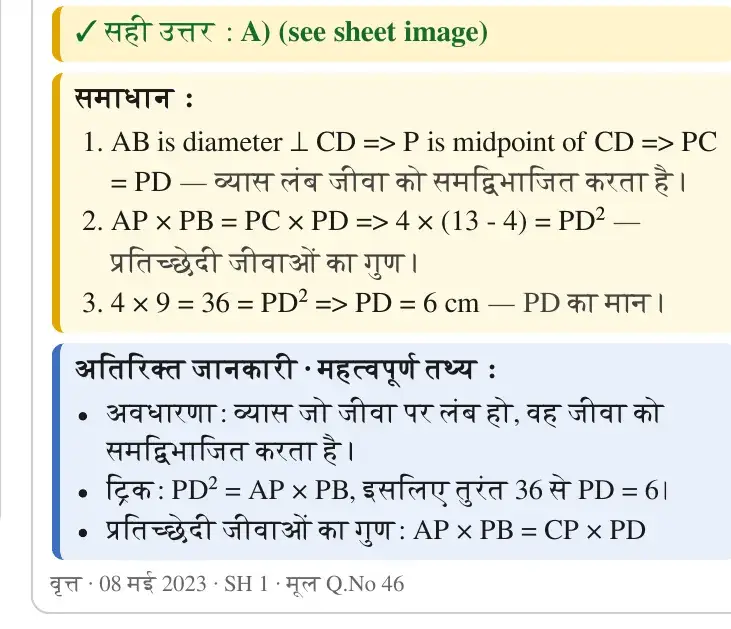 ✓ सही उत्तर : A) (see sheet image)
समाधान :
1. AB is diameter ⊥ CD => P is midpoint of CD => PC
= PD — व्यास लंब जीवा को समद्विभाजित करता है।
2. AP × PB = PC × PD => 4 × (13 - 4) = PD² —
प्रतिच्छेदी जीवाओं का गुण।
3. 4 × 9 = 36 = PD² => PD = 6 cm — PD का मान।
अतिरिक्त जानकारी · महत्वपूर्ण तथ्य :
• अवधारणा : व्यास जो जीवा पर लंब हो, वह जीवा को
समद्विभाजित करता है।
• ट्रिक : PD² = AP × PB, इसलिए तुरंत 36 से PD = 6।
• प्रतिच्छेदी जीवाओं का गुण : AP × PB = CP × PD
वृत्त · 08 मई 2023 · SH 1 · मूल Q.No 46